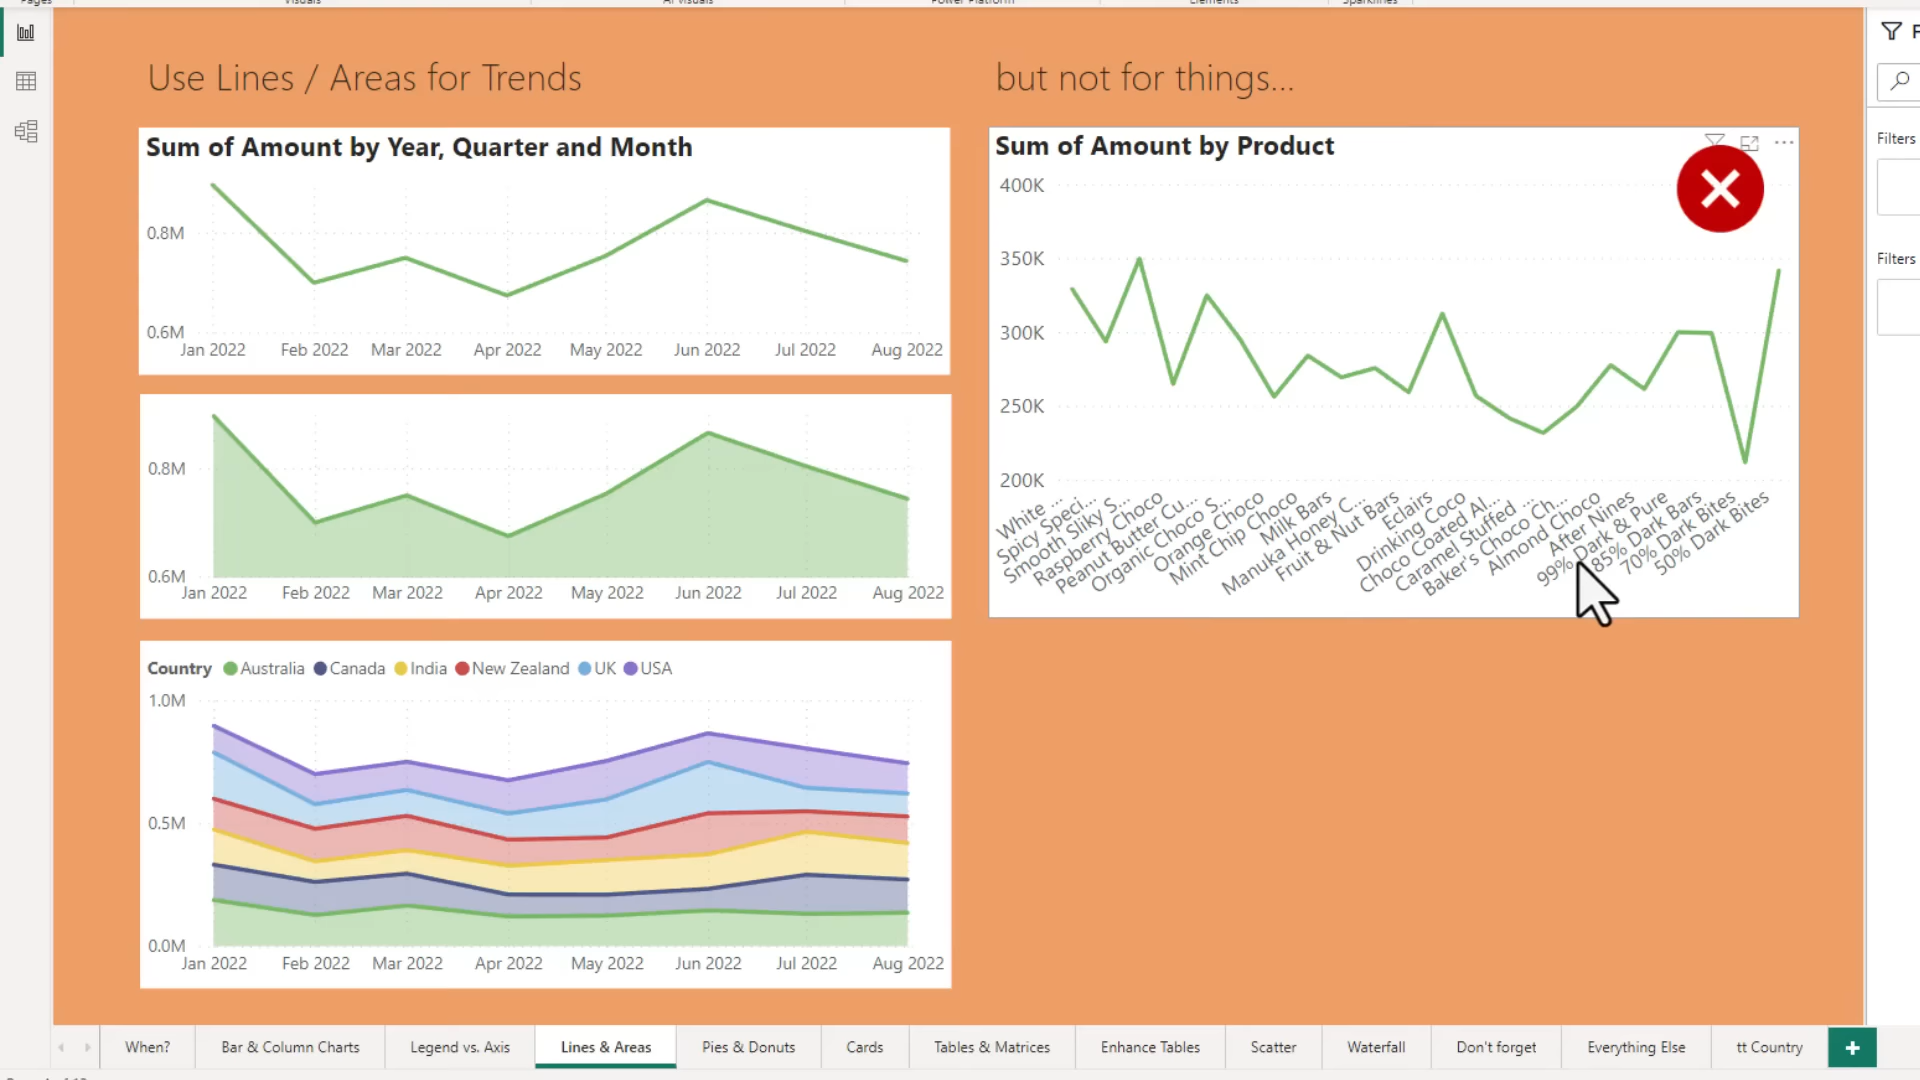 Pages Visuals AI visuals Power Platform Elements Sparklines
Use Lines / Areas for Trends
but not for things...
Sum of Amount by Year, Quarter and Month
0.8M
0.6M
Jan 2022 Feb 2022 Mar 2022 Apr 2022 May 2022 Jun 2022 Jul 2022 Aug 2022
0.8M
0.6M
Jan 2022 Feb 2022 Mar 2022 Apr 2022 May 2022 Jun 2022 Jul 2022 Aug 2022
Country Australia Canada India New Zealand UK USA
1.0M
0.5M
0.0M
Jan 2022 Feb 2022 Mar 2022 Apr 2022 May 2022 Jun 2022 Jul 2022 Aug 2022
Sum of Amount by Product
400K
350K
300K
250K
200K
White ...
Spicy Speci...
Smooth Sliky S...
Raspberry Choco
Peanut Butter Cu...
Organic Choco S...
Orange Choco
Mint Chip Choco
Milk Bars
Manuka Honey C...
Fruit & Nut Bars
Eclairs
Drinking Coco
Choco Coated Al...
Caramel Stuffed ...
Baker's Choco Ch...
Almond Choco
After Nines
99% Dark & Pure
85% Dark Bars
70% Dark Bites
50% Dark Bites
Filters
Filters
When? Bar & Column Charts Legend vs. Axis Lines & Areas Pies & Donuts Cards Tables & Matrices Enhance Tables Scatter Waterfall Don't forget Everything Else tt Country